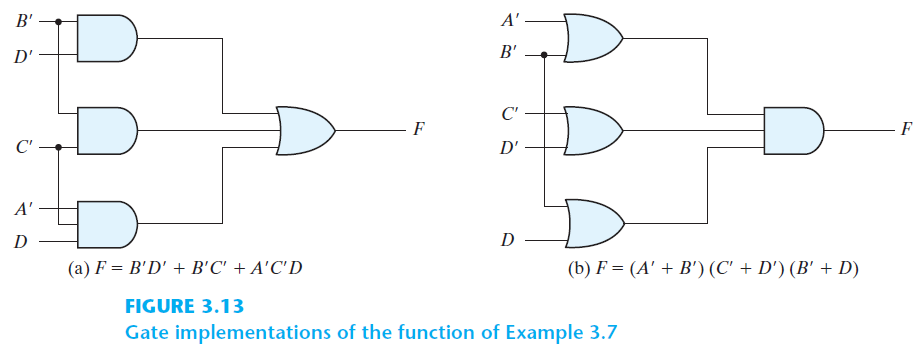 B'
D'
C'
A'
D
F
(a) F = B'D' + B'C' + A'C'D
A'
B'
C'
D'
D
F
(b) F = (A' + B') (C' + D') (B' + D)
FIGURE 3.13
Gate implementations of the function of Example 3.7